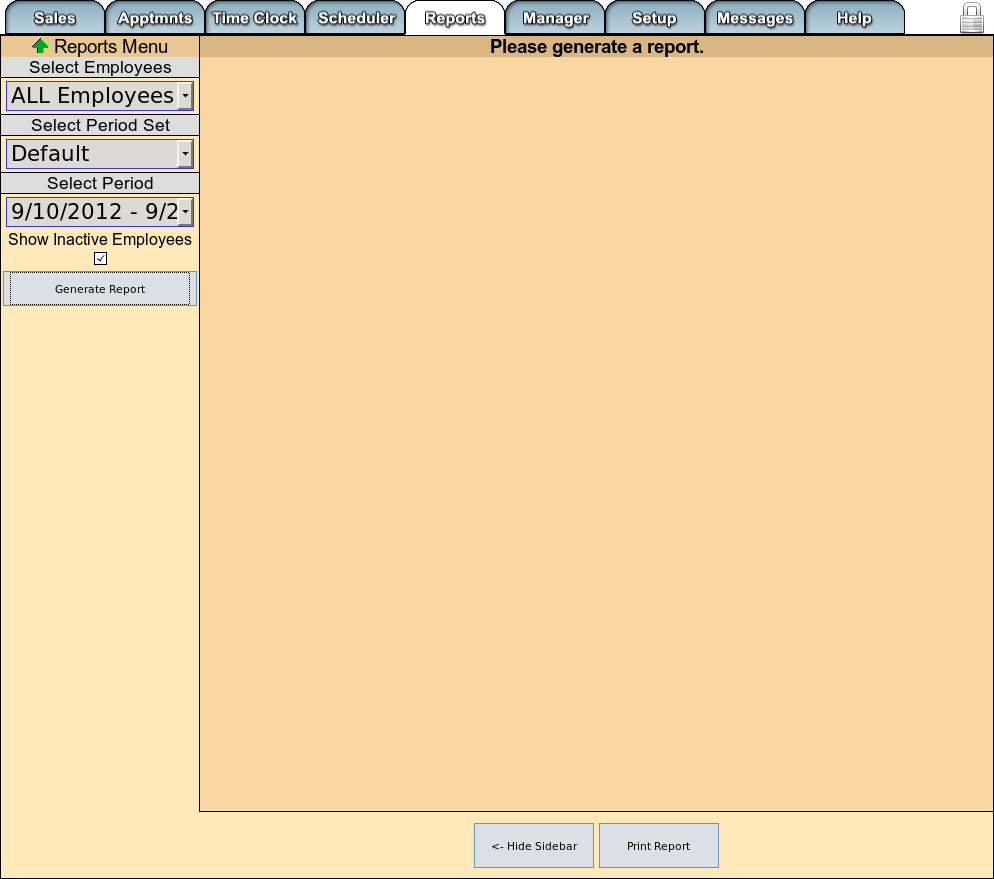 Sales Apptmnts Time Clock Scheduler Reports Manager Setup Messages Help
Reports Menu
Please generate a report.
Select Employees
ALL Employees
Select Period Set
Default
Select Period
9/10/2012 - 9/2
Show Inactive Employees
Generate Report
<- Hide Sidebar Print Report